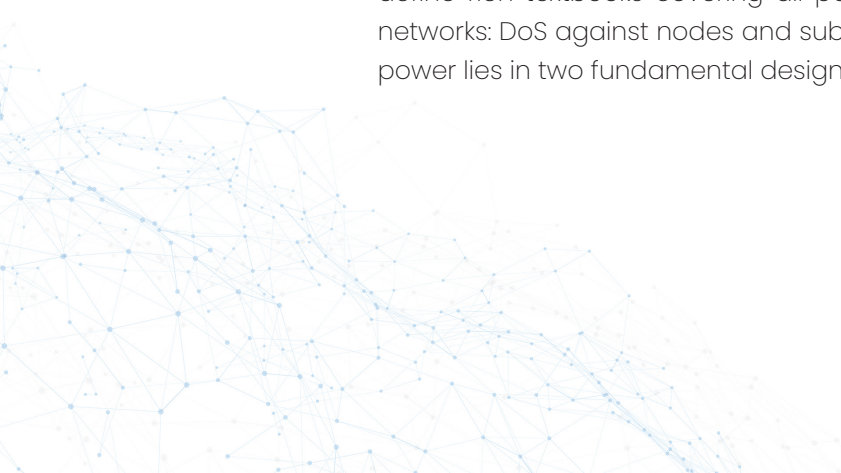 networks: DoS against nodes and sub
power lies in two fundamental design